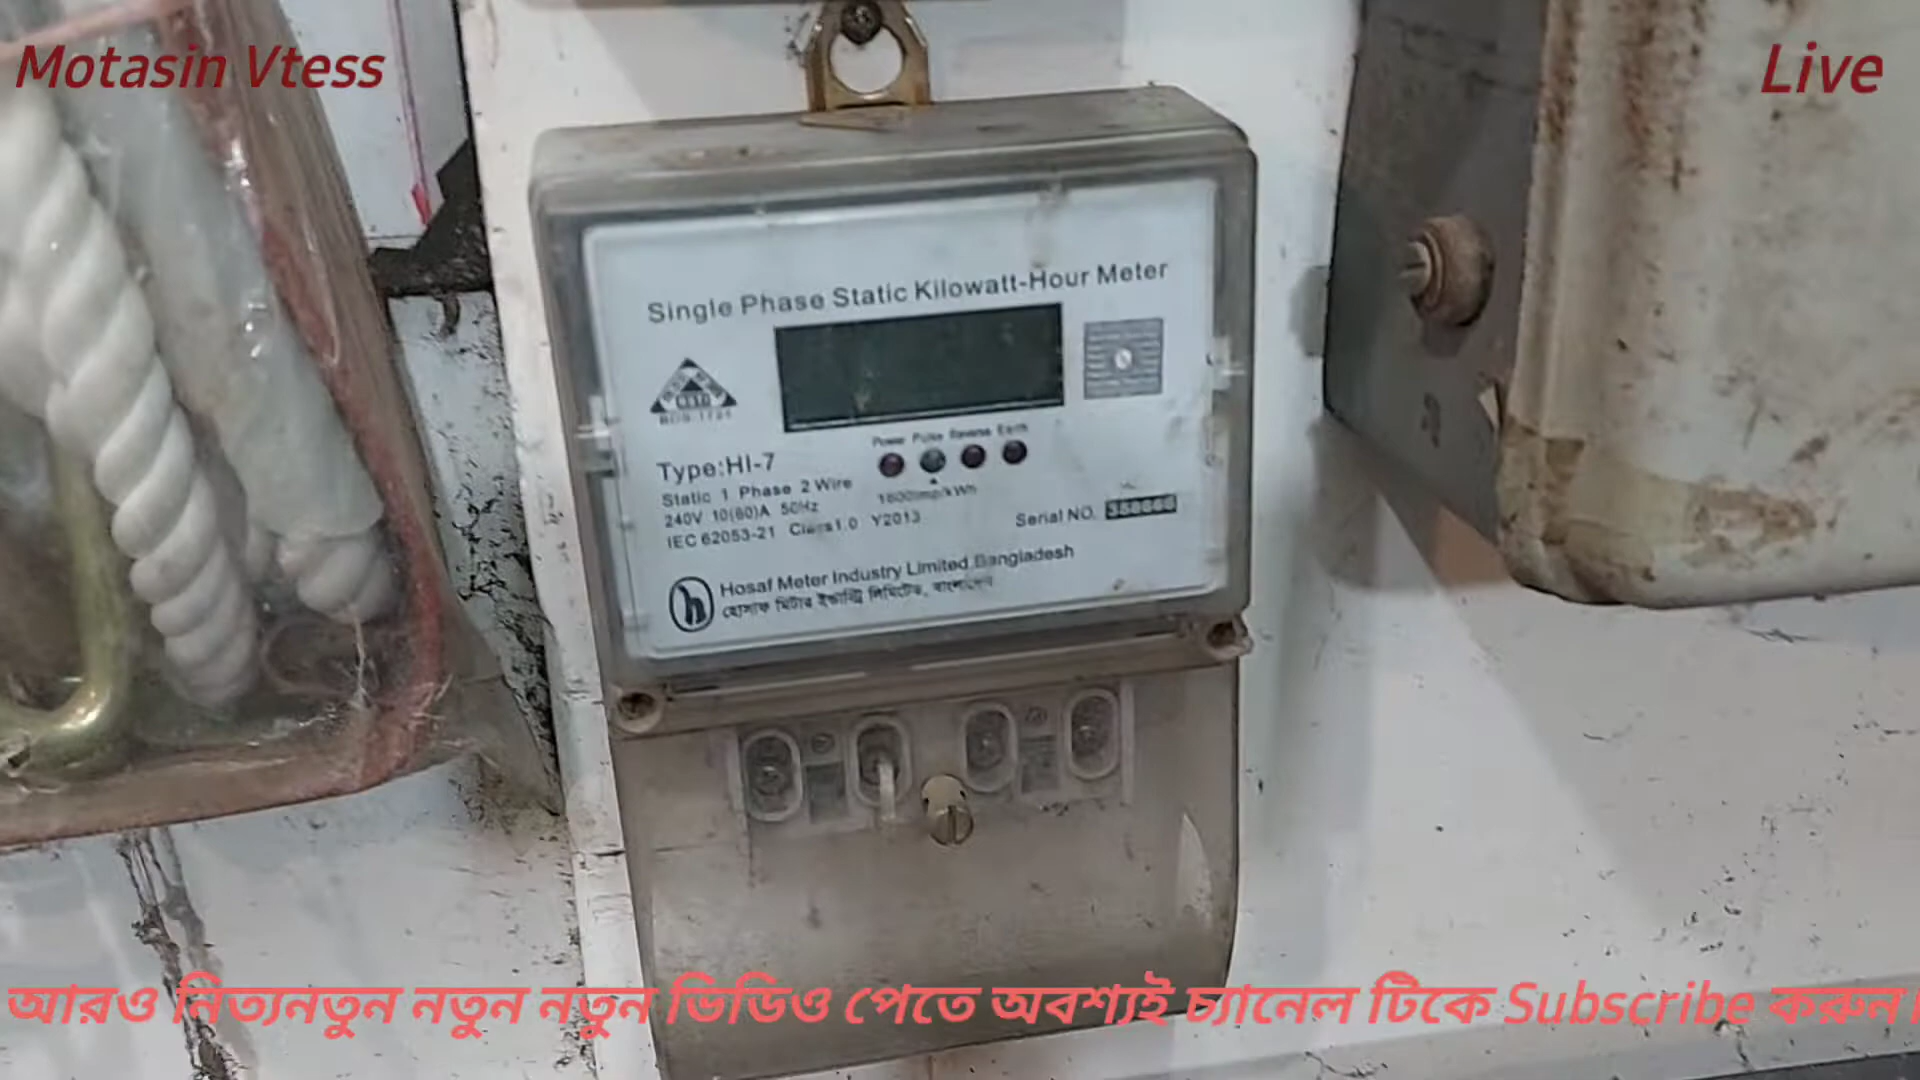 Motasin Vtess
Live
Single Phase Static Kilowatt-Hour Meter
Power Pulse Reverse Earth
Type:HI-7
1600imp/kWh
Static 1 Phase 2 Wire
240V 10(60)A 50Hz
IEC 62053-21 Class1.0 Y2013
Serial NO.
Hosaf Meter Industry Limited.Bangladesh
হোসাফ মিটার ইন্ডাস্ট্রি লিমিটেড, বাংলাদেশ
আরও নিত্যনতুন নতুন নতুন ভিডিও পেতে অবশ্যই চ্যানেল টিকে Subscribe করুন।